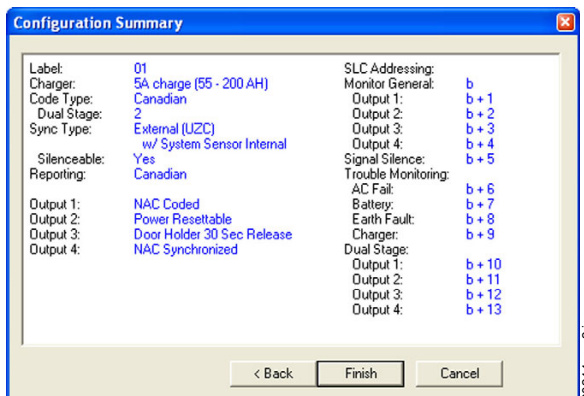 Configuration Summary
Label: 01
Charger: 5A charge (55 - 200 AH)
Code Type: Canadian
Dual Stage: 2
Sync Type: External (UZC)
w/ System Sensor Internal
Silenceable: Yes
Reporting: Canadian
Output 1: NAC Coded
Output 2: Power Resettable
Output 3: Door Holder 30 Sec Release
Output 4: NAC Synchronized
SLC Addressing:
Monitor General: b
Output 1: b + 1
Output 2: b + 2
Output 3: b + 3
Output 4: b + 4
Signal Silence: b + 5
Trouble Monitoring:
AC Fail: b + 6
Battery: b + 7
Earth Fault: b + 8
Charger: b + 9
Dual Stage:
Output 1: b + 10
Output 2: b + 11
Output 3: b + 12
Output 4: b + 13
< Back
Finish
Cancel